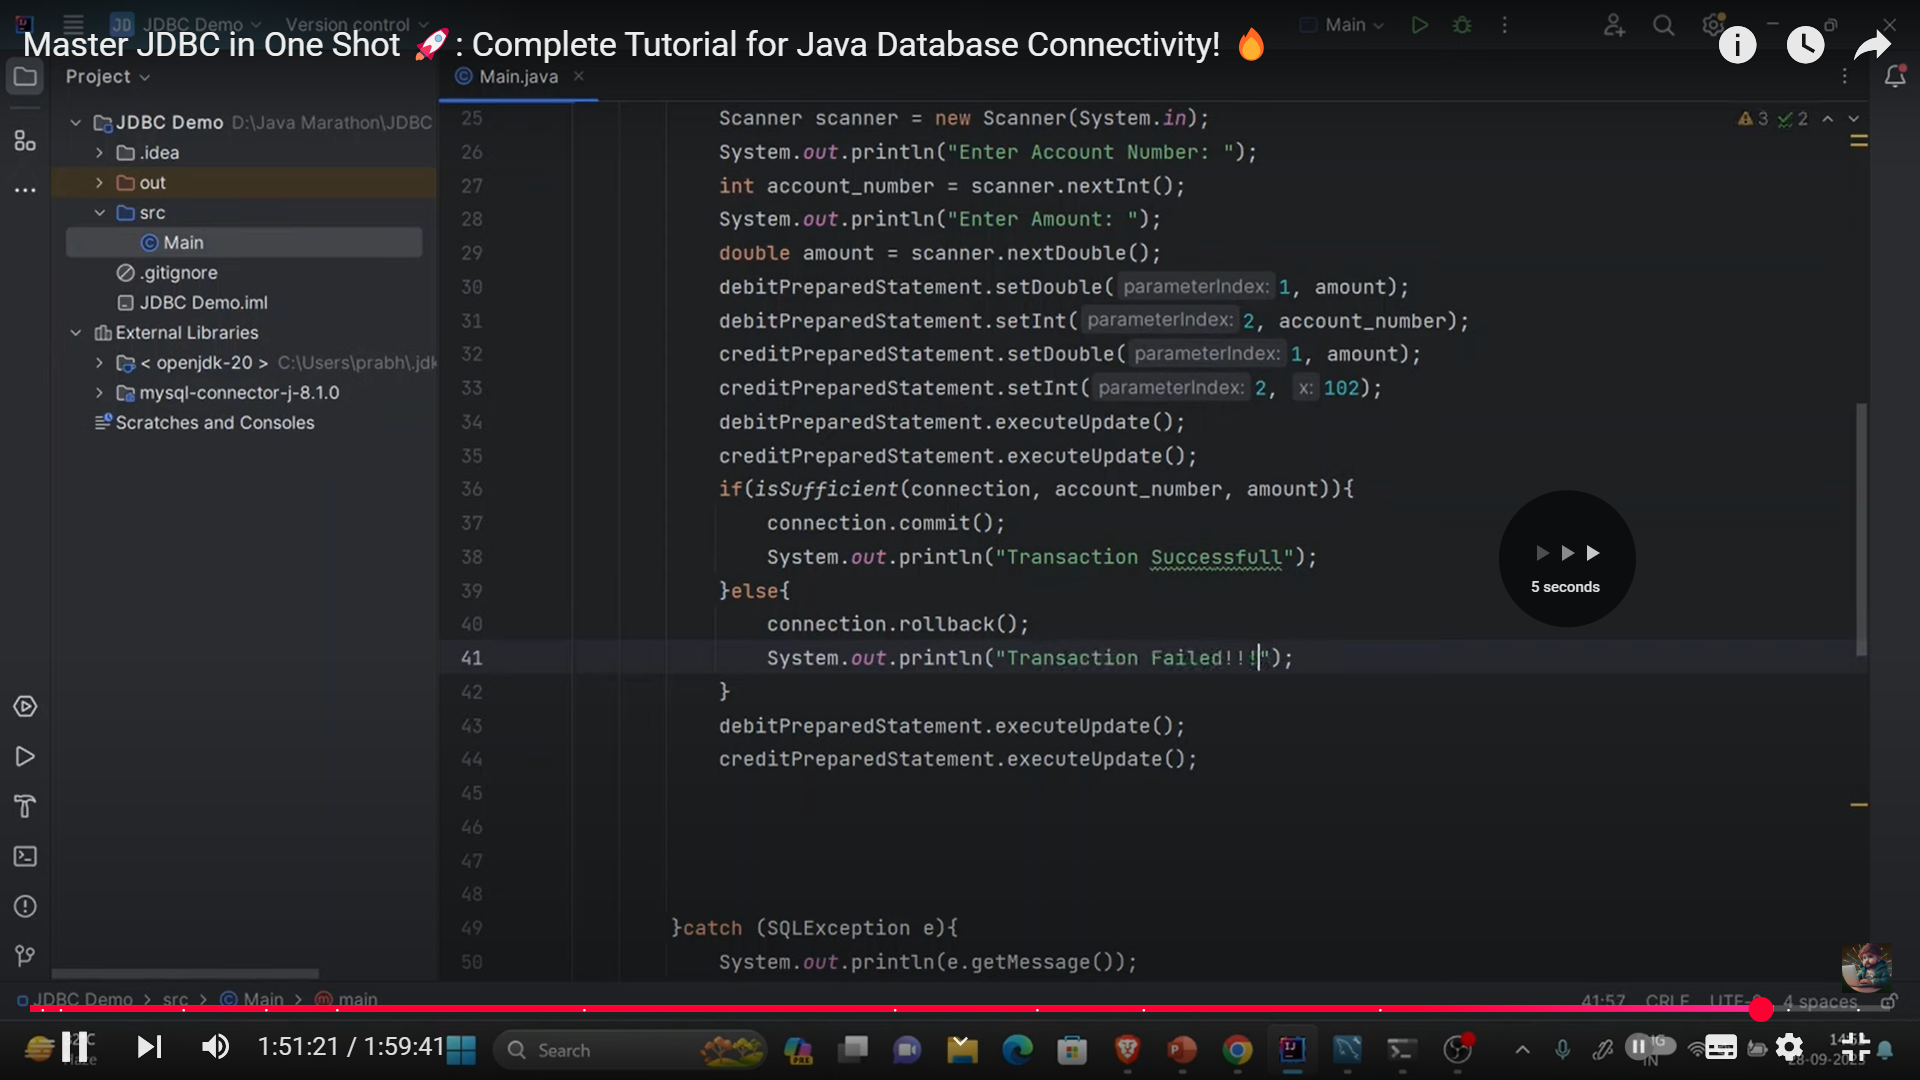 JD JDBC Demo Version control Main
Master JDBC in One Shot 🚀 : Complete Tutorial for Java Database Connectivity! 🔥
Project
Main.java
JDBC Demo D:\Java Marathon\JDBC
.idea
out
src
Main
.gitignore
JDBC Demo.iml
External Libraries
< openjdk-20 > C:\Users\prabh\.jdk
mysql-connector-j-8.1.0
Scratches and Consoles
3 2
25 Scanner scanner = new Scanner(System.in);
26 System.out.println("Enter Account Number: ");
27 int account_number = scanner.nextInt();
28 System.out.println("Enter Amount: ");
29 double amount = scanner.nextDouble();
30 debitPreparedStatement.setDouble( parameterIndex: 1, amount);
31 debitPreparedStatement.setInt( parameterIndex: 2, account_number);
32 creditPreparedStatement.setDouble( parameterIndex: 1, amount);
33 creditPreparedStatement.setInt( parameterIndex: 2, x: 102);
34 debitPreparedStatement.executeUpdate();
35 creditPreparedStatement.executeUpdate();
36 if(isSufficient(connection, account_number, amount)){
37 connection.commit();
38 System.out.println("Transaction Successfull");
39 }else{
40 connection.rollback();
41 System.out.println("Transaction Failed!!!");
42 }
43 debitPreparedStatement.executeUpdate();
44 creditPreparedStatement.executeUpdate();
45
46
47
48
49 }catch (SQLException e){
50 System.out.println(e.getMessage());
5 seconds
JDBC Demo > src > Main > main
41:57 CRLF 4 spaces
1:51:21 / 1:59:41
Search
PRE
IN